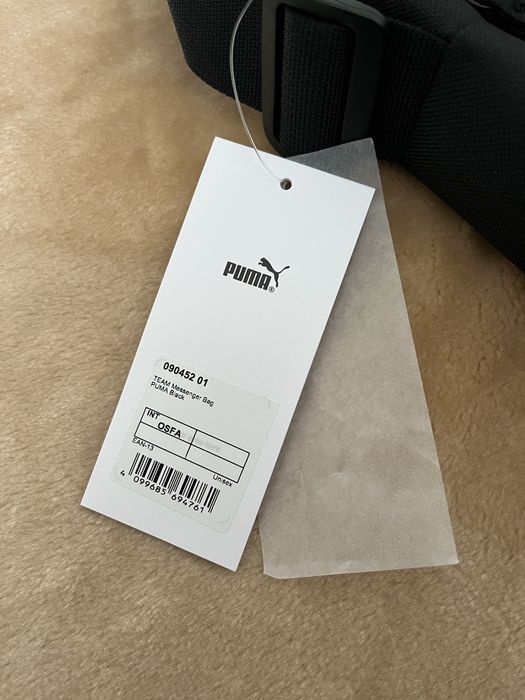 PUMA®
090452 01
TEAM Messenger Bag
PUMA Black
INT
OSFA
EAN-13
Unisex
4 099685 694761